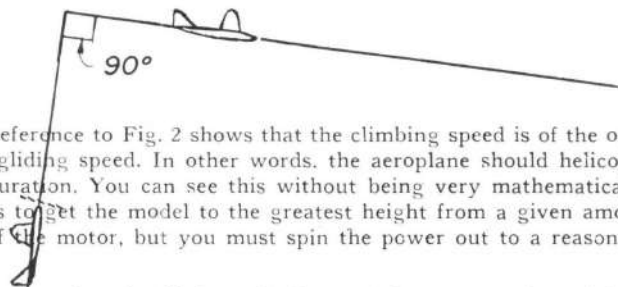 90°
eference to Fig. 2 shows that the climbing speed is of the o
gliding speed. In other words. the aeroplane should helico
uration. You can see this without being very mathematica
s to get the model to the greatest height from a given amo
f the motor, but you must spin the power out to a reason